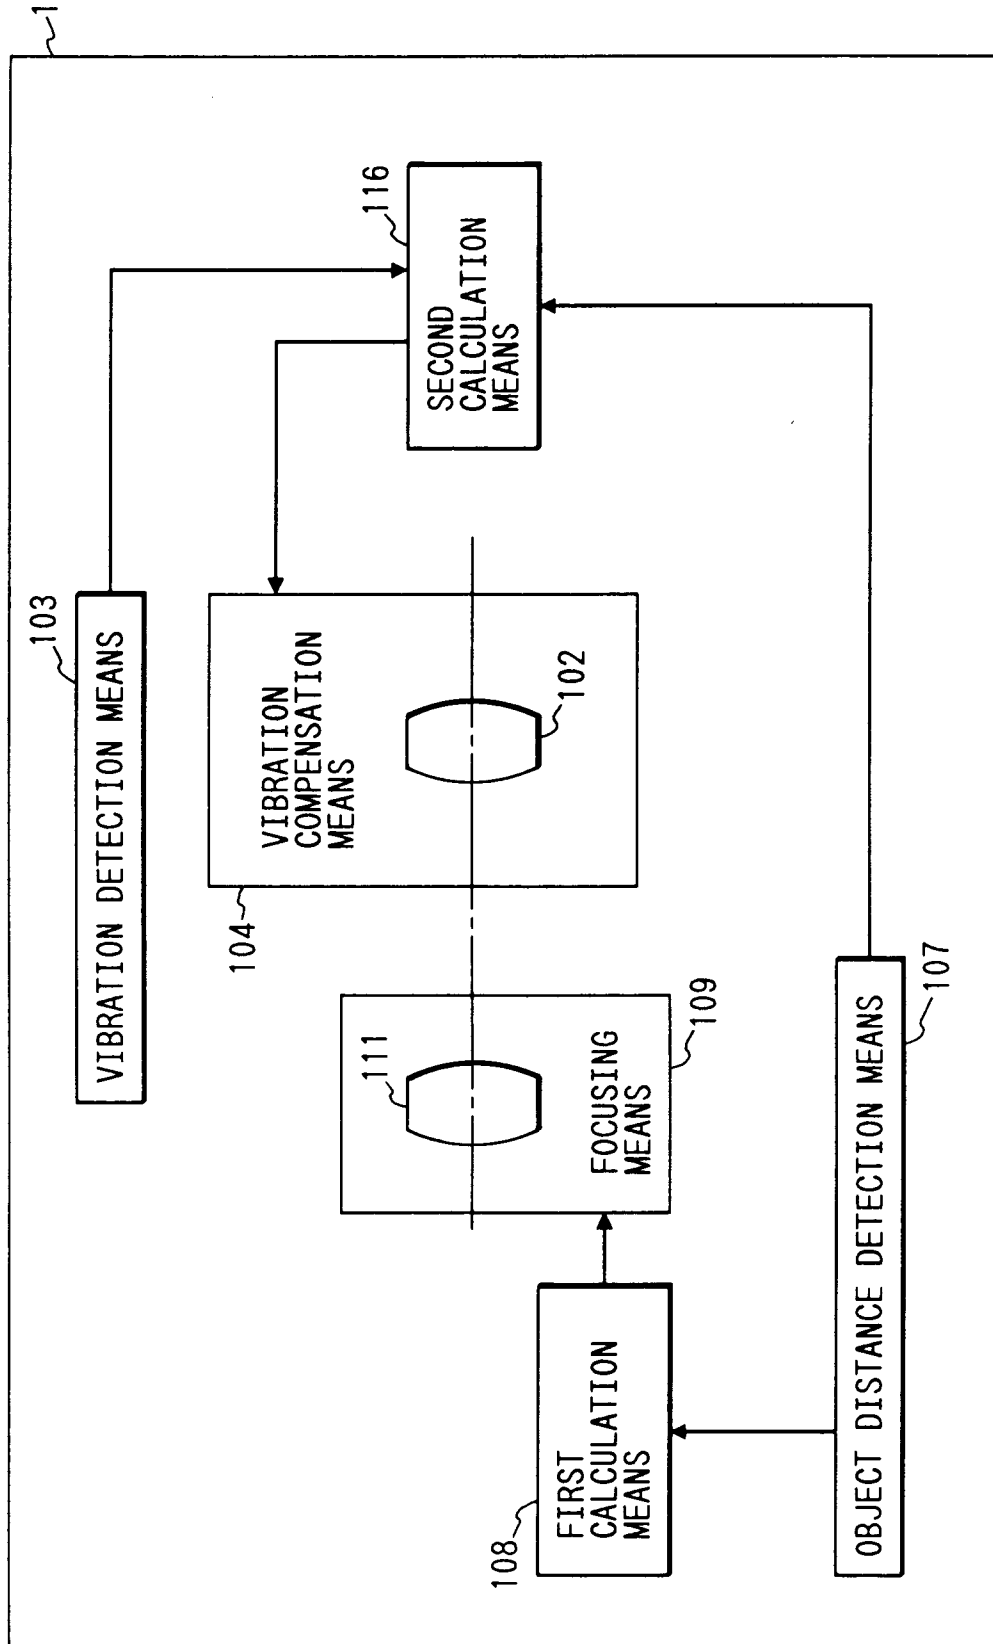 1
103
VIBRATION DETECTION MEANS
104
VIBRATION
COMPENSATION
MEANS
116
SECOND
CALCULATION
MEANS
111
102
108
FIRST
CALCULATION
MEANS
FOCUSING
MEANS
109
OBJECT DISTANCE DETECTION MEANS
107